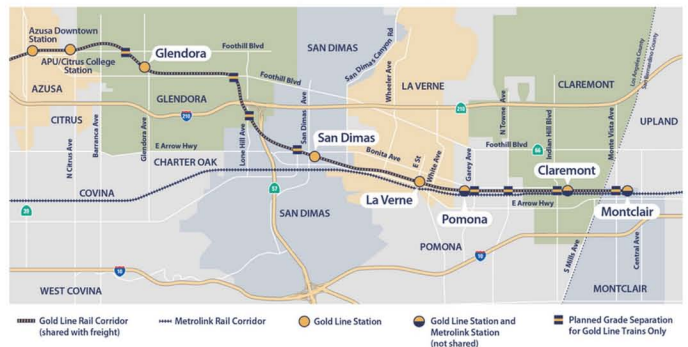 Azusa Downtown
Station
APU/Citrus College
Station
Glendora
Foothill Blvd
SAN DIMAS
San Dimas Canyon Rd
Wheeler Ave
LA VERNE
CLAREMONT
Los Angeles County
San Bernardino County
AZUSA
GLENDORA
Foothill Blvd
210
210
UPLAND
CITRUS
N Citrus Ave
Barranca Ave
Glendora Ave
E Arrow Hwy
Lone Hill Ave
San Dimas Ave
San Dimas
Bonita Ave
E St
White Ave
Garey Ave
N Towne Ave
Foothill Blvd
66
Indian Hill Blvd
Monte Vista Ave
CHARTER OAK
Claremont
COVINA
57
La Verne
E Arrow Hwy
Pomona
Montclair
39
SAN DIMAS
POMONA
10
10
S Mills Ave
Central Ave
WEST COVINA
MONTCLAIR
Gold Line Rail Corridor
(shared with freight)
Metrolink Rail Corridor
Gold Line Station
Gold Line Station and
Metrolink Station
(not shared)
Planned Grade Separation
for Gold Line Trains Only